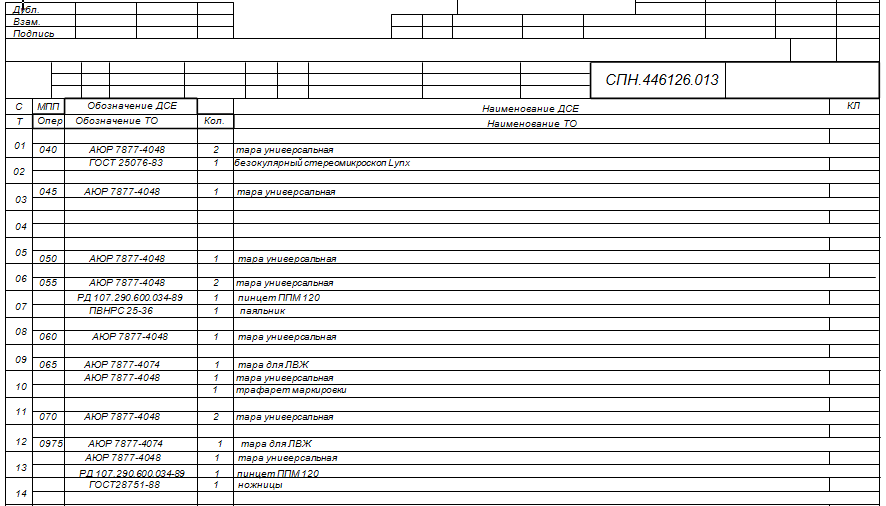 Дубл.
Взам.
Подпись
СПН.446126.013
С МПП Обозначение ДСЕ Наименование ДСЕ КЛ
Т Опер Обозначение ТО Кол. Наименование ТО
01
040 АЮР 7877-4048 2 тара универсальная
ГОСТ 25076-83 1 безокулярный стереомикроскоп Lynx
02
045 АЮР 7877-4048 1 тара универсальная
03
04
05
050 АЮР 7877-4048 1 тара универсальная
06
055 АЮР 7877-4048 2 тара универсальная
РД 107.290.600.034-89 1 пинцет ППМ 120
07
ПВНРС 25-36 1 паяльник
08
060 АЮР 7877-4048 1 тара универсальная
09
065 АЮР 7877-4074 1 тара для ЛВЖ
АЮР 7877-4048 1 тара универсальная
10
1 трафарет маркировки
11
070 АЮР 7877-4048 2 тара универсальная
12 0975 АЮР 7877-4074 1 тара для ЛВЖ
АЮР 7877-4048 1 тара универсальная
13
РД 107.290.600.034-89 1 пинцет ППМ 120
ГОСТ28751-88 1 ножницы
14